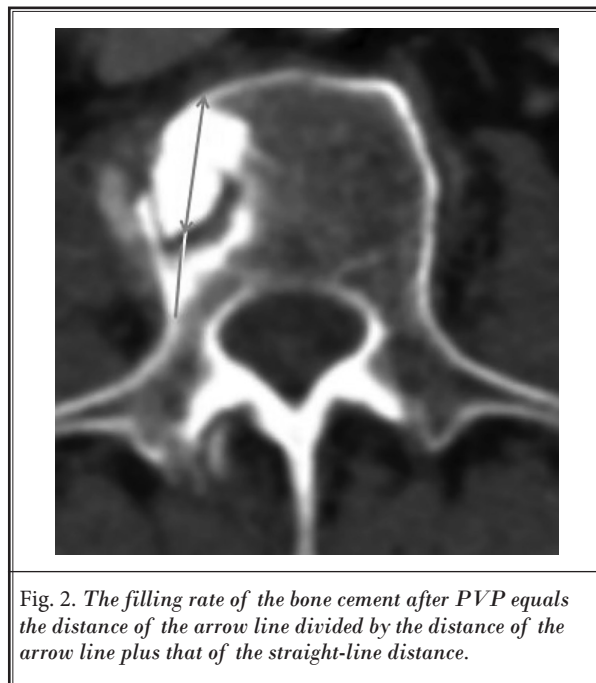 Fig. 2. The filling rate of the bone cement after PVP equals
the distance of the arrow line divided by the distance of the
arrow line plus that of the straight-line distance.